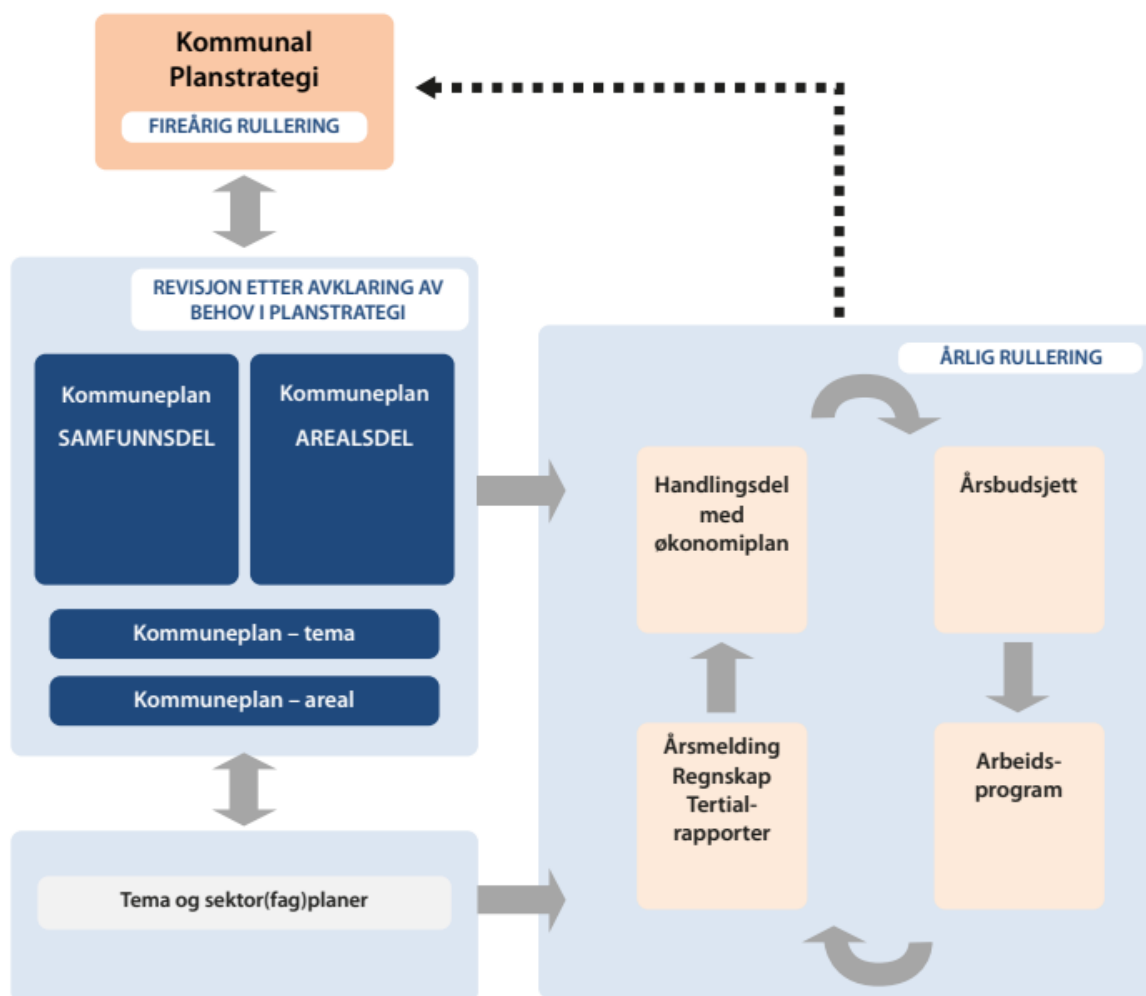 Kommunal
Planstrategi
FIREÅRIG RULLERING
REVISJON ETTER AVKLARING AV
BEHOV I PLANSTRATEGI
Kommuneplan
SAMFUNNSDEL
Kommuneplan
AREALSDEL
Kommuneplan – tema
Kommuneplan – areal
Tema og sektor(fag)planer
ÅRLIG RULLERING
Handlingsdel
med
økonomiplan
Årsbudsjett
Årsmelding
Regnskap
Tertial-
rapporter
Arbeids-
program